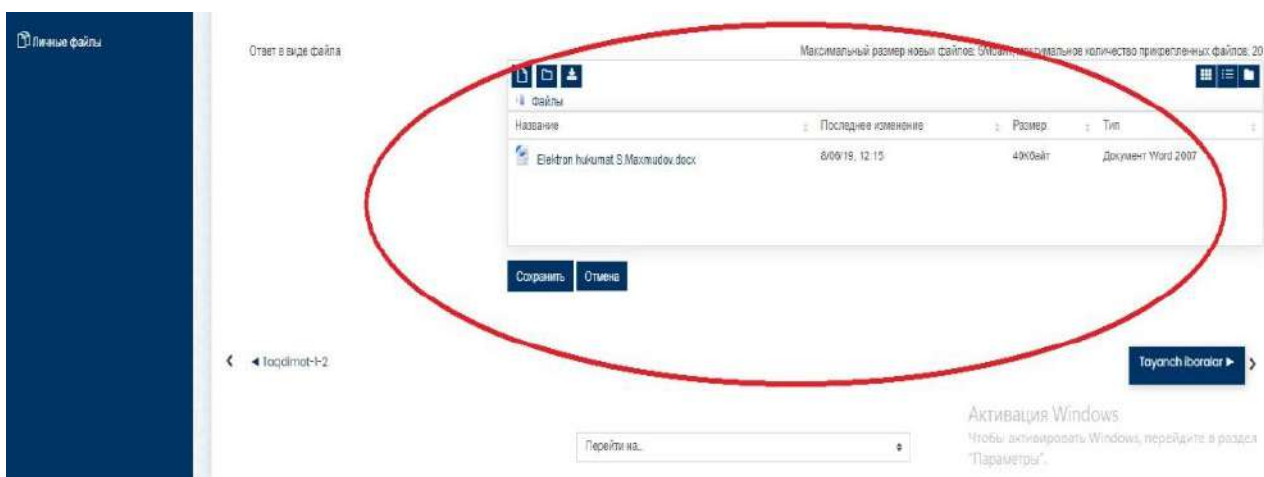 Личные файлы
Ответ в виде файла
Максимальный размер новых файлов: 5Мбайт, максимальное количество прикрепленных файлов: 20
Файлы
Название
Последнее изменение
Размер
Тип
Elektron hukumat S.Maxmudov.docx
8/06/19, 12:15
40Кбайт
Документ Word 2007
Сохранить
Отмена
◄ Taqdimot-1-2
Tayanch iboralar ►
Перейти на...
Активация Windows
Чтобы активировать Windows, перейдите в раздел
"Параметры".